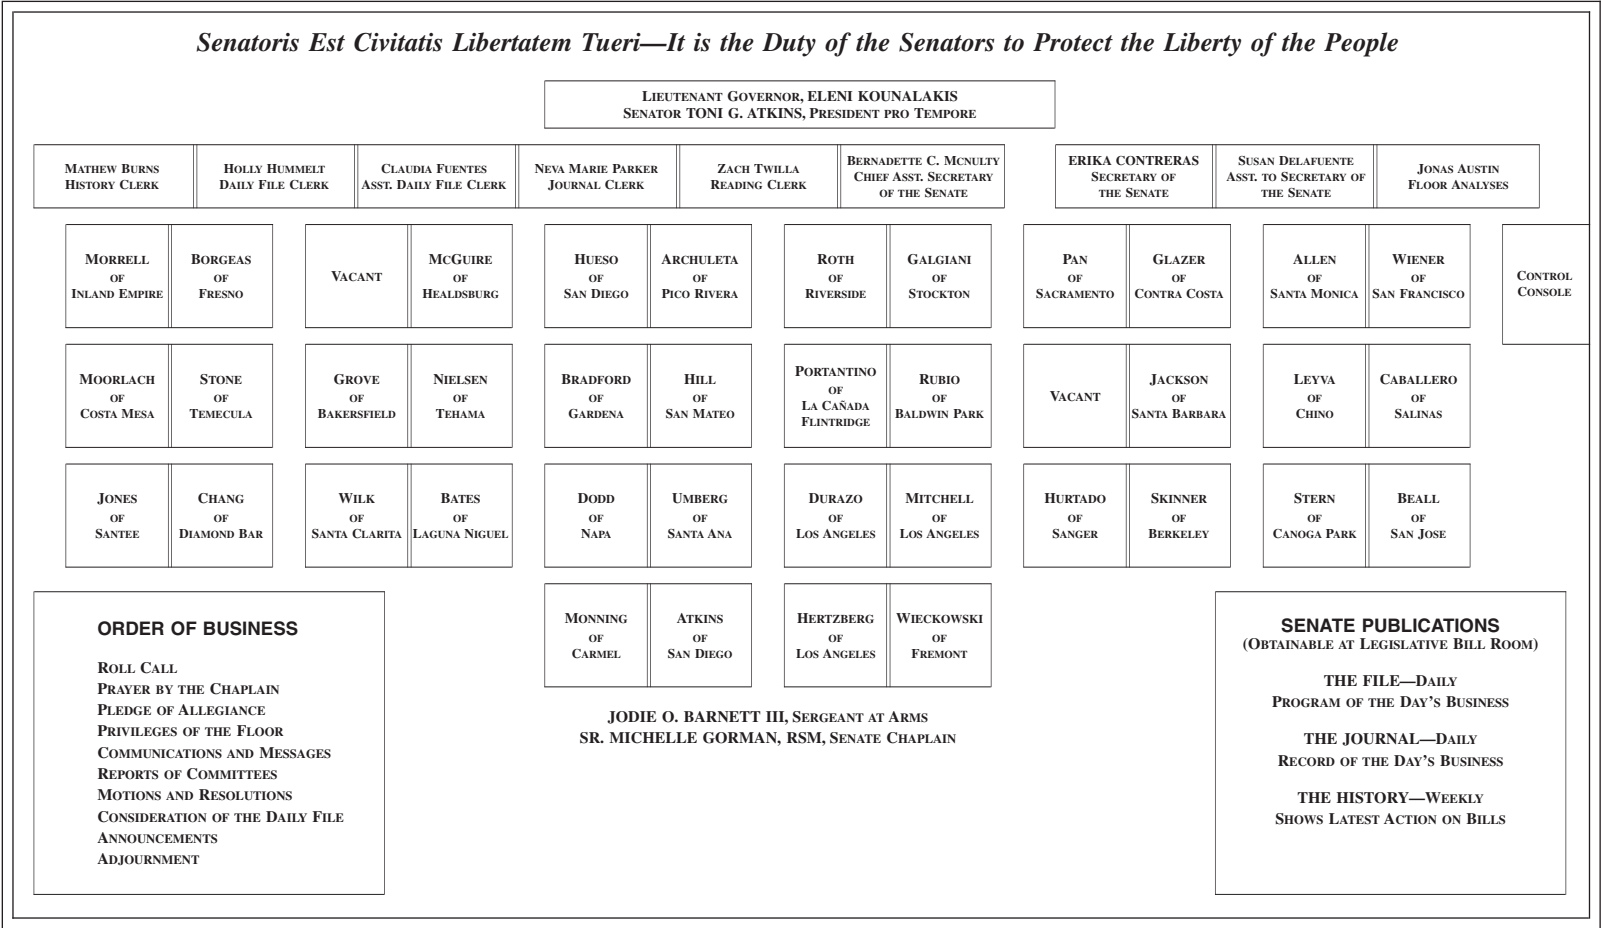 Senatoris Est Civitatis Libertatem Tueri—It is the Duty of the Senators to Protect the Liberty of the People
LIEUTENANT GOVERNOR, ELENI KOUNALAKIS
SENATOR TONI G. ATKINS, PRESIDENT PRO TEMPORE
MATHEW BURNS
HISTORY CLERK
HOLLY HUMMELT
DAILY FILE CLERK
CLAUDIA FUENTES
ASST. DAILY FILE CLERK
NEVA MARIE PARKER
JOURNAL CLERK
ZACH TWILLA
READING CLERK
BERNADETTE C. MCNULTY
CHIEF ASST. SECRETARY
OF THE SENATE
ERIKA CONTRERAS
SECRETARY OF
THE SENATE
SUSAN DELAFUENTE
ASST. TO SECRETARY OF
THE SENATE
JONAS AUSTIN
FLOOR ANALYSES
MORRELL
OF
INLAND EMPIRE
BORGEAS
OF
FRESNO
VACANT
MCGUIRE
OF
HEALDSBURG
HUESO
OF
SAN DIEGO
ARCHULETA
OF
PICO RIVERA
ROTH
OF
RIVERSIDE
GALGIANI
OF
STOCKTON
PAN
OF
SACRAMENTO
GLAZER
OF
CONTRA COSTA
ALLEN
OF
SANTA MONICA
WIENER
OF
SAN FRANCISCO
CONTROL
CONSOLE
MOORLACH
OF
COSTA MESA
STONE
OF
TEMECULA
GROVE
OF
BAKERSFIELD
NIELSEN
OF
TEHAMA
BRADFORD
OF
GARDENA
HILL
OF
SAN MATEO
PORTANTINO
OF
LA CAÑADA
FLINTRIDGE
RUBIO
OF
BALDWIN PARK
VACANT
JACKSON
OF
SANTA BARBARA
LEYVA
OF
CHINO
CABALLERO
OF
SALINAS
JONES
OF
SANTEE
CHANG
OF
DIAMOND BAR
WILK
OF
SANTA CLARITA
BATES
OF
LAGUNA NIGUEL
DODD
OF
NAPA
UMBERG
OF
SANTA ANA
DURAZO
OF
LOS ANGELES
MITCHELL
OF
LOS ANGELES
HURTADO
OF
SANGER
SKINNER
OF
BERKELEY
STERN
OF
CANOGA PARK
BEALL
OF
SAN JOSE
MONNING
OF
CARMEL
ATKINS
OF
SAN DIEGO
HERTZBERG
OF
LOS ANGELES
WIECKOWSKI
OF
FREMONT
JODIE O. BARNETT III, SERGEANT AT ARMS
SR. MICHELLE GORMAN, RSM, SENATE CHAPLAIN
ORDER OF BUSINESS
ROLL CALL
PRAYER BY THE CHAPLAIN
PLEDGE OF ALLEGIANCE
PRIVILEGES OF THE FLOOR
COMMUNICATIONS AND MESSAGES
REPORTS OF COMMITTEES
MOTIONS AND RESOLUTIONS
CONSIDERATION OF THE DAILY FILE
ANNOUNCEMENTS
ADJOURNMENT
SENATE PUBLICATIONS
(OBTAINABLE AT LEGISLATIVE BILL ROOM)
THE FILE—DAILY
PROGRAM OF THE DAY'S BUSINESS
THE JOURNAL—DAILY
RECORD OF THE DAY'S BUSINESS
THE HISTORY—WEEKLY
SHOWS LATEST ACTION ON BILLS